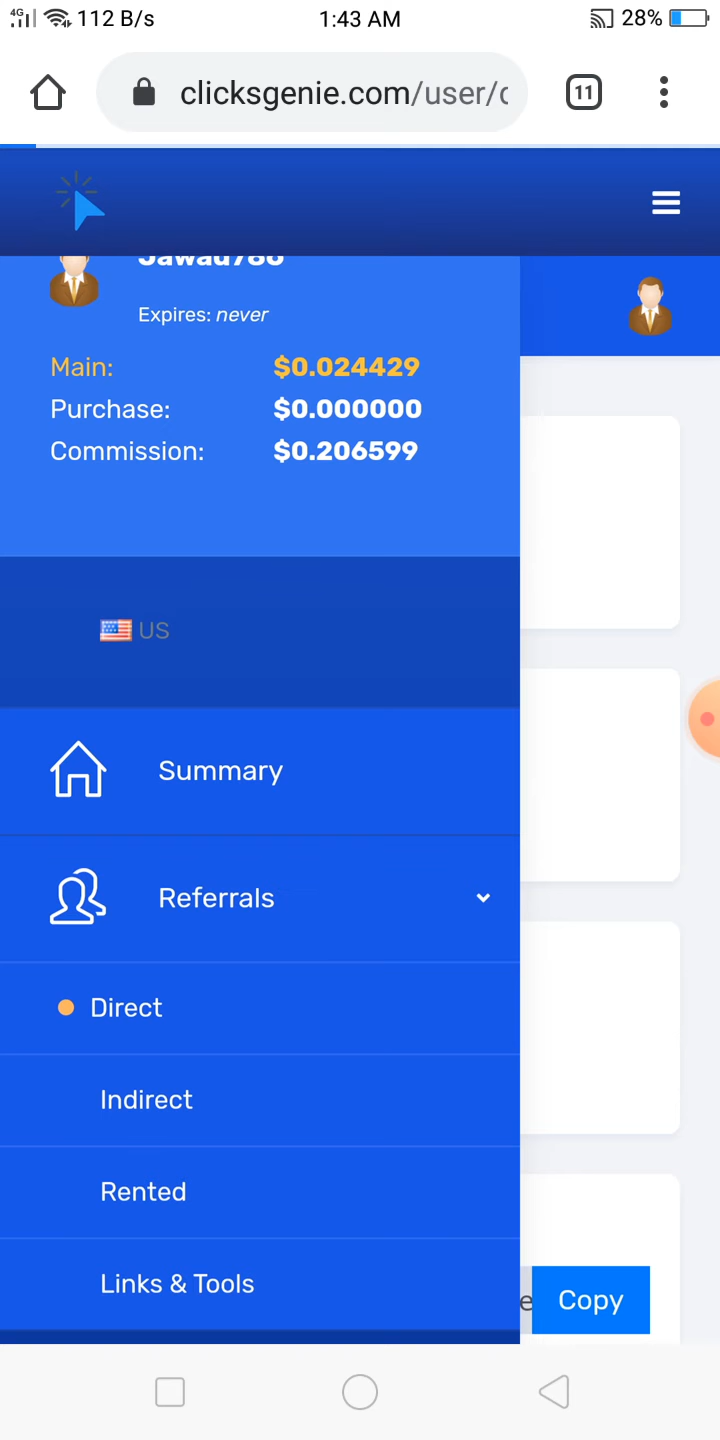 4G 112 B/s 1:43 AM 28%
clicksgenie.com/user/
11
Jawad786
Expires: never
Main: $0.024429
Purchase: $0.000000
Commission: $0.206599
US
Summary
Referrals
Direct
Indirect
Rented
Links & Tools
e Copy